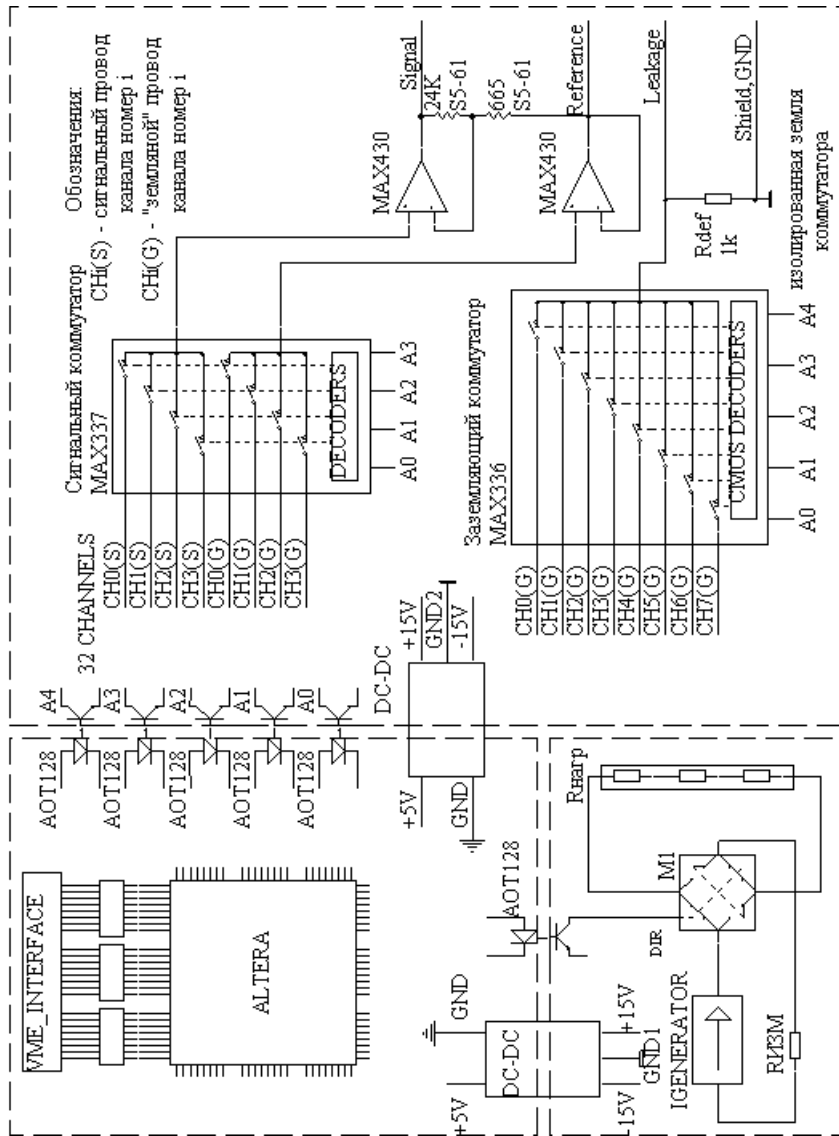 Обозначения:
CHi(S) - сигнальный провод
канала номер i
CHi(G) - "земляной" провод
канала номер i
VME_INTERFACE
ALTERA
AOT128
AOT128
AOT128
AOT128
AOT128
A4
A3
A2
A1
A0
32 CHANNELS
Сигнальный коммутатор
MAX337
CH0(S)
CH1(S)
CH2(S)
CH3(S)
CH0(G)
CH1(G)
CH2(G)
CH3(G)
DECODERS
A0
A1
A2
A3
MAX430
MAX430
Signal
24K
S5-61
665
S5-61
Reference
Leakage
Shield,GND
Rdef
1k
изолированная земля
коммутатора
Заземляющий коммутатор
MAX336
CH0(G)
CH1(G)
CH2(G)
CH3(G)
CH4(G)
CH5(G)
CH6(G)
CH7(G)
CMOS DECODERS
A0
A1
A2
A3
A4
DC-DC
+5V
GND
+15V
GND2
-15V
+5V
GND
DC-DC
-15V
GND1
+15V
AOT128
DIR
M1
Rнагр
IGENERATOR
RИЗМ